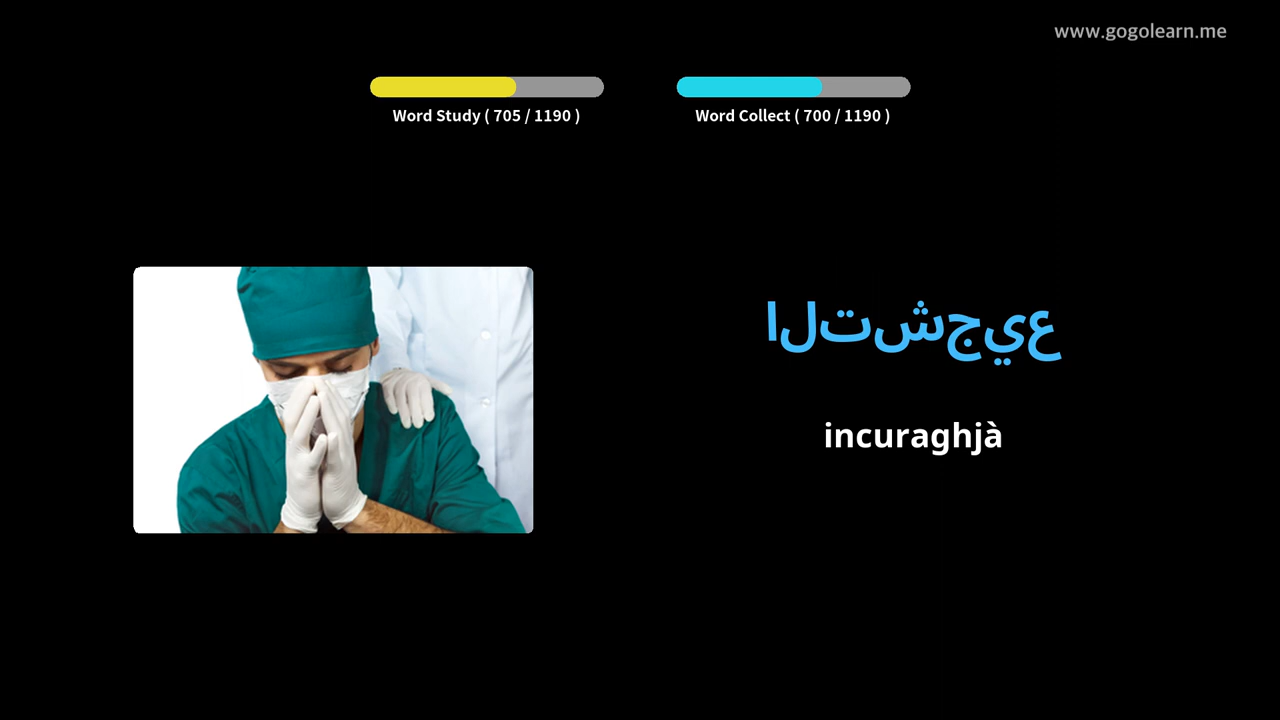 www.gogolearn.me
Word Study ( 705 / 1190 )
Word Collect ( 700 / 1190 )
التشجيع
incuraghjà